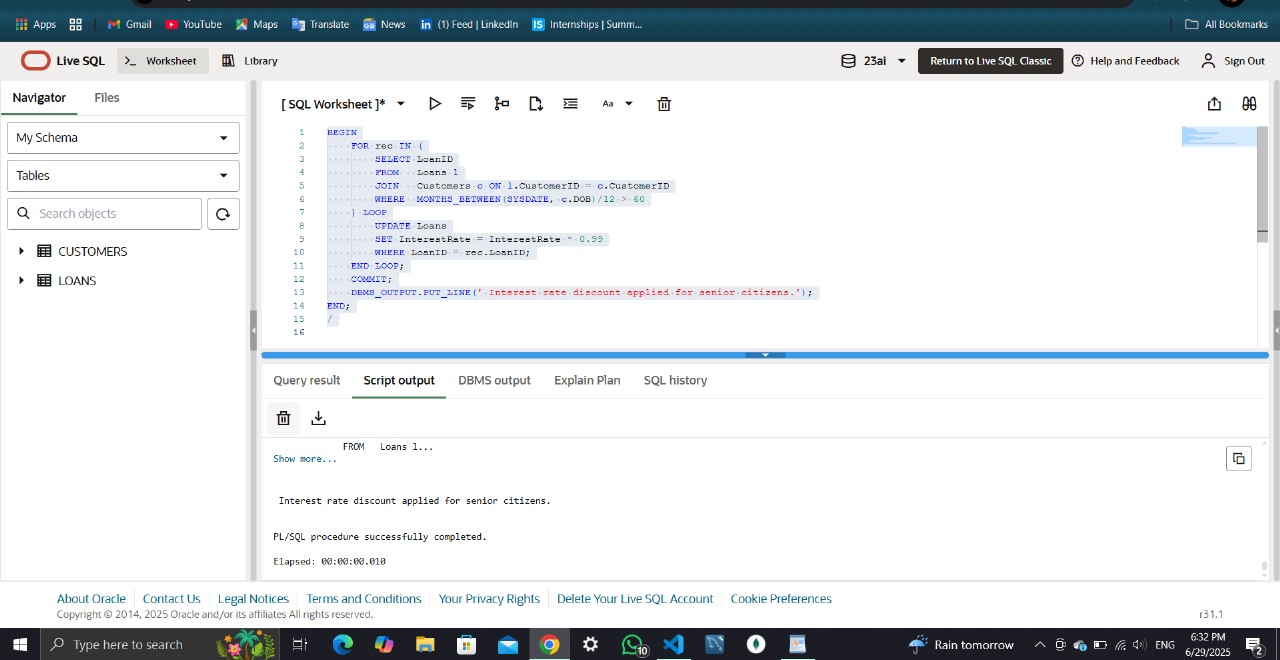 Apps
Gmail
YouTube
Maps
Translate
News
(1) Feed | LinkedIn
Internships | Summ...
All Bookmarks
Live SQL
>_ Worksheet
Library
23ai
Return to Live SQL Classic
Help and Feedback
Sign Out
Navigator
Files
My Schema
Tables
Search objects
CUSTOMERS
LOANS
[ SQL Worksheet ]*
Aa
1 BEGIN
2 FOR rec IN (
3 SELECT LoanID
4 FROM Loans l
5 JOIN Customers c ON l.CustomerID = c.CustomerID
6 WHERE MONTHS_BETWEEN(SYSDATE, c.DOB)/12 > 60
7 ) LOOP
8 UPDATE Loans
9 SET InterestRate = InterestRate * 0.99
10 WHERE LoanID = rec.LoanID;
11 END LOOP;
12 COMMIT;
13 DBMS_OUTPUT.PUT_LINE(' Interest rate discount applied for senior citizens.');
14 END;
15 /
16
Query result
Script output
DBMS output
Explain Plan
SQL history
FROM Loans l...
Show more...
Interest rate discount applied for senior citizens.
PL/SQL procedure successfully completed.
Elapsed: 00:00:00.010
About Oracle
Contact Us
Legal Notices
Terms and Conditions
Your Privacy Rights
Delete Your Live SQL Account
Cookie Preferences
Copyright © 2014, 2025 Oracle and/or its affiliates All rights reserved.
r31.1
Type here to search
10
Rain tomorrow
ENG
6:32 PM
6/29/2025
2